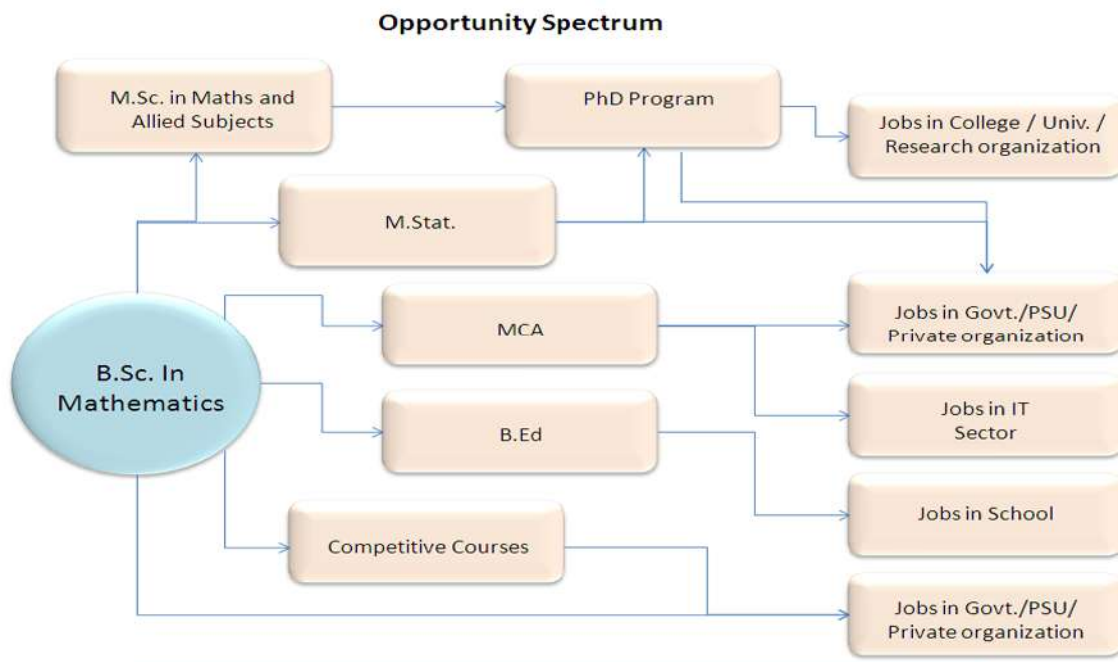 Opportunity Spectrum
M.Sc. in Maths and
Allied Subjects
PhD Program
Jobs in College / Univ. /
Research organization
M.Stat.
MCA
Jobs in Govt./PSU/
Private organization
B.Sc. In
Mathematics
B.Ed
Jobs in IT
Sector
Jobs in School
Competitive Courses
Jobs in Govt./PSU/
Private organization